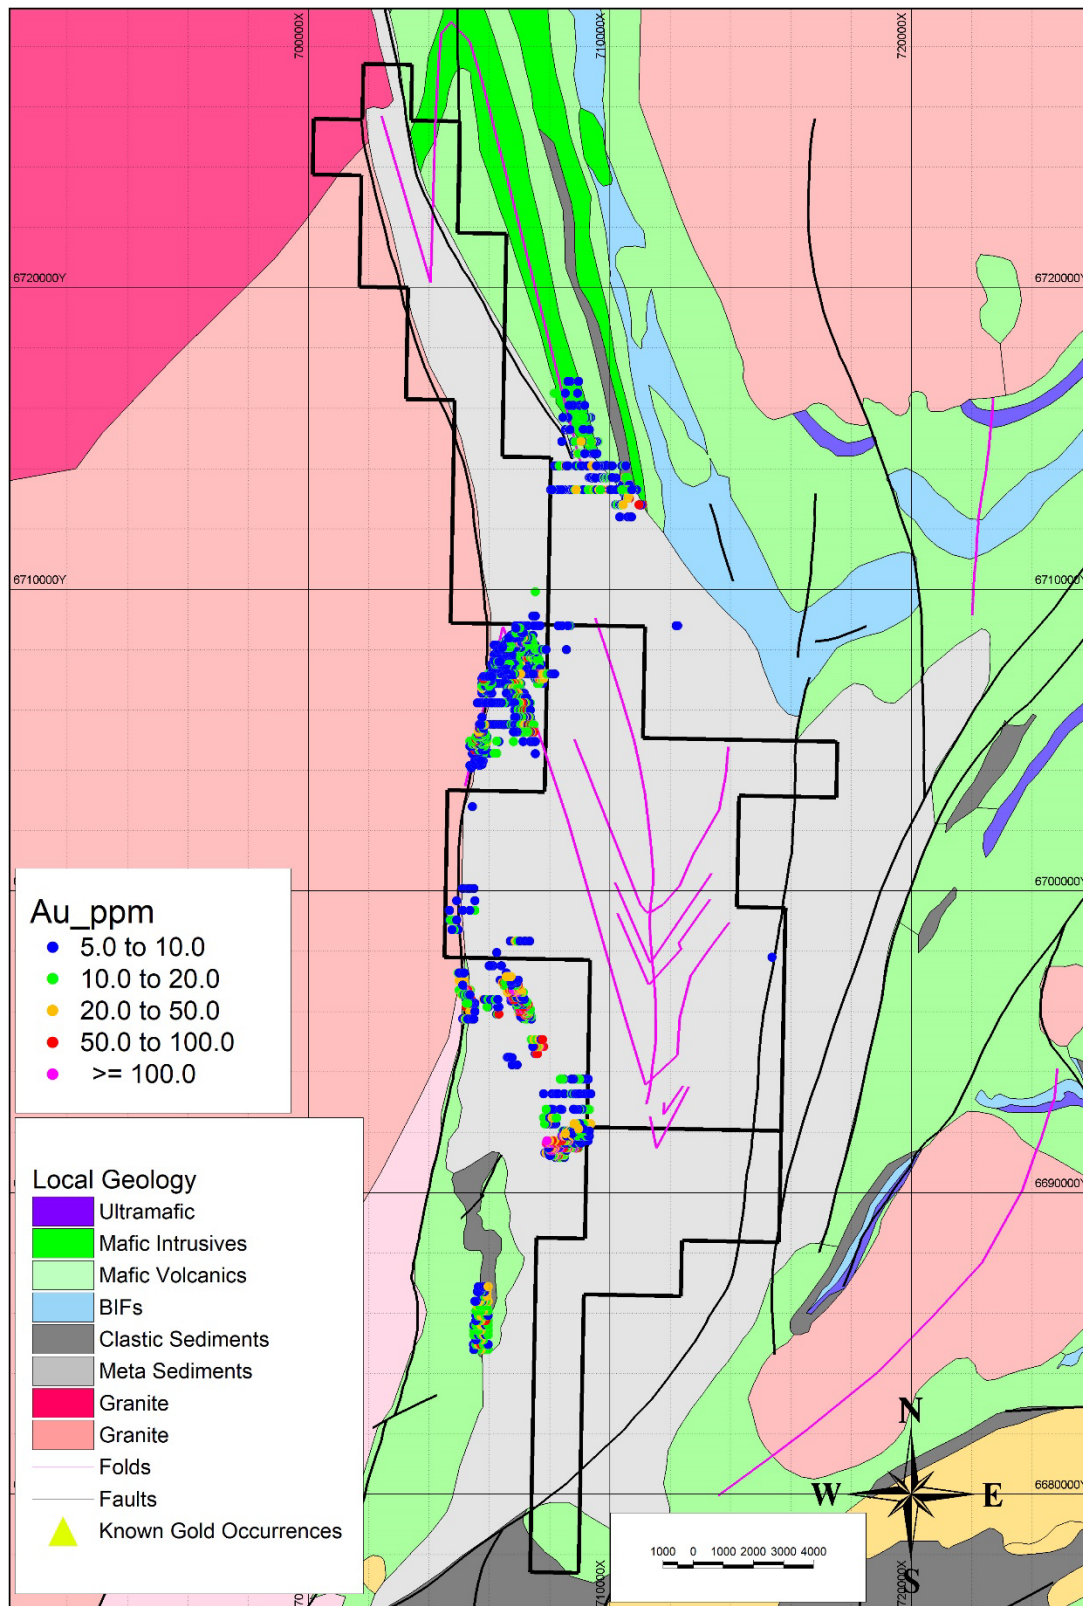 700000X
710000X
720000X
6720000Y
6720000Y
6710000Y
6710000Y
6700000Y
Au_ppm
5.0 to 10.0
10.0 to 20.0
20.0 to 50.0
50.0 to 100.0
>= 100.0
Local Geology
Ultramafic
Mafic Intrusives
Mafic Volcanics
BIFs
Clastic Sediments
Meta Sediments
Granite
Granite
Folds
Faults
Known Gold Occurrences
6690000Y
N
W
E
S
6680000Y
1000 0 1000 2000 3000 4000
710000X
720000X